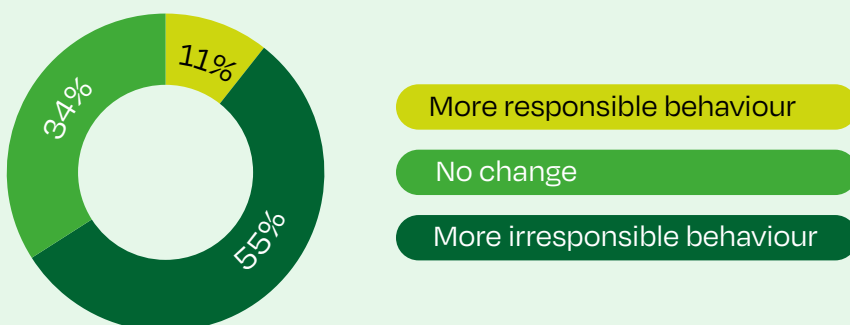 11%
34%
55%
More responsible behaviour
No change
More irresponsible behaviour